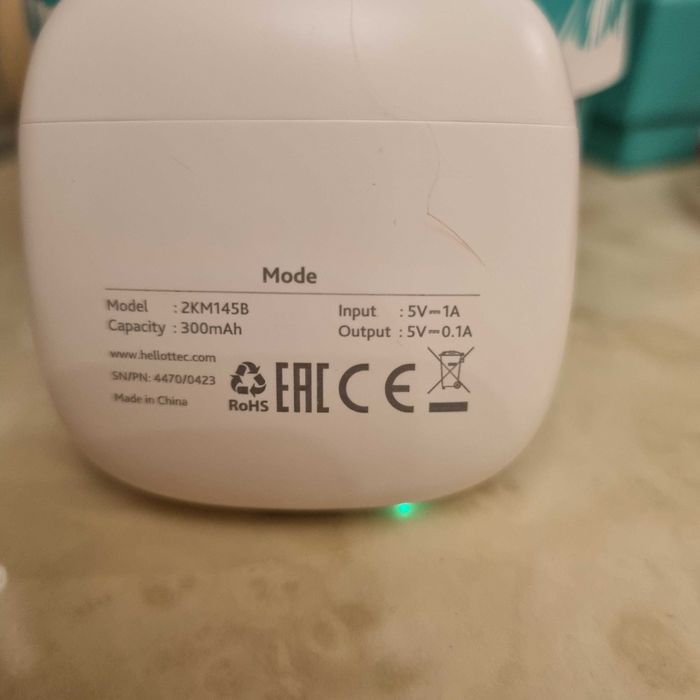 Mode
Model : 2KM145B
Capacity : 300mAh
Input : 5V⎓1A
Output : 5V⎓0.1A
www.hellottec.com
SN/PN: 4470/0423
Made in China
RoHS
EAC
CE